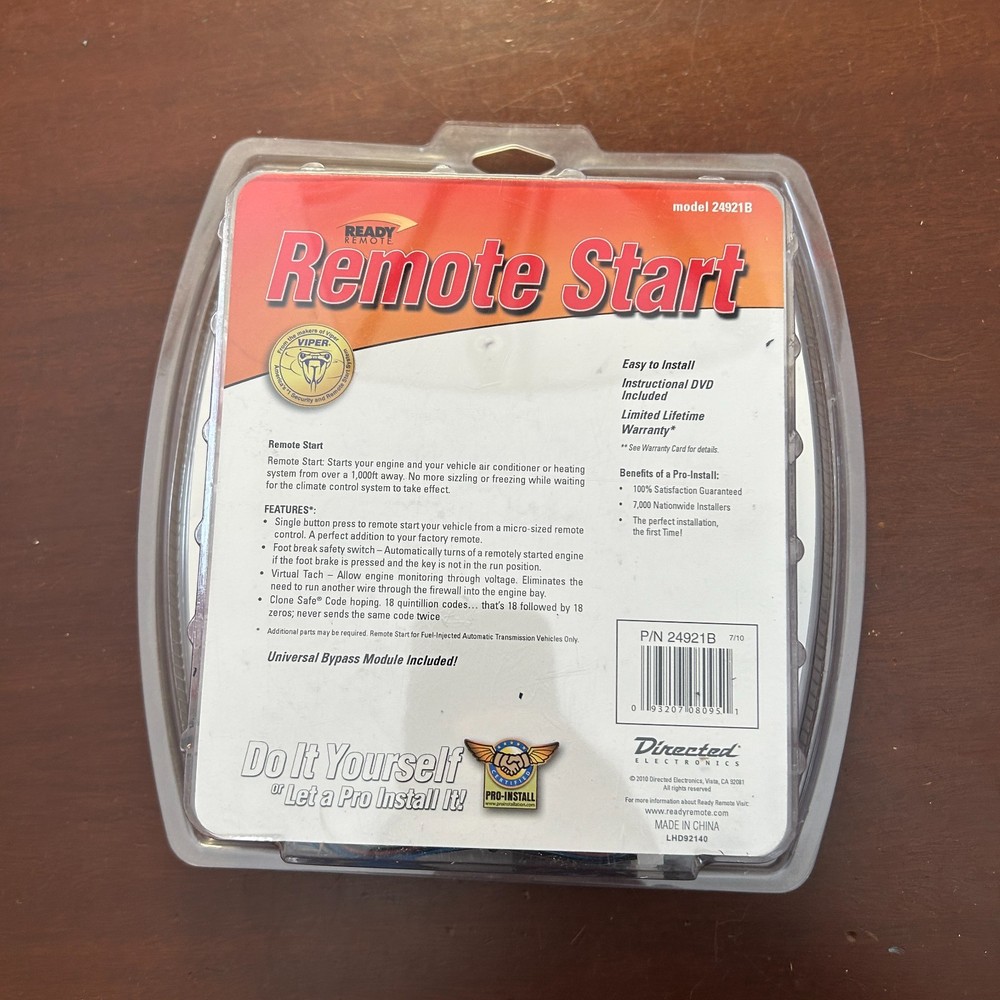 model 24921B
READY
REMOTE
Remote Start
From the makers of Viper
VIPER
America's #1 Security and Remote Start System
Easy to Install
Instructional DVD
Included
Limited Lifetime
Warranty*
** See Warranty Card for details.
Benefits of a Pro-Install:
• 100% Satisfaction Guaranteed
• 7,000 Nationwide Installers
• The perfect installation,
the first Time!
Remote Start
Remote Start: Starts your engine and your vehicle air conditioner or heating
system from over a 1,000ft away. No more sizzling or freezing while waiting
for the climate control system to take effect.
FEATURES*:
• Single button press to remote start your vehicle from a micro-sized remote
control. A perfect addition to your factory remote.
• Foot break safety switch – Automatically turns of a remotely started engine
if the foot brake is pressed and the key is not in the run position.
• Virtual Tach – Allow engine monitoring through voltage. Eliminates the
need to run another wire through the firewall into the engine bay.
• Clone Safe® Code hoping. 18 quintillion codes... that's 18 followed by 18
zeros; never sends the same code twice
* Additional parts may be required. Remote Start for Fuel-Injected Automatic Transmission Vehicles Only.
Universal Bypass Module Included!
P/N 24921B 7/10
0 93207 08095 1
Do It Yourself
or Let a Pro Install It!
CERTIFIED
PRO-INSTALL
www.proinstallation.com
Directed
ELECTRONICS
© 2010 Directed Electronics, Vista, CA 92081
All rights reserved
For more information about Ready Remote Visit:
www.readyremote.com
MADE IN CHINA
LHD92140